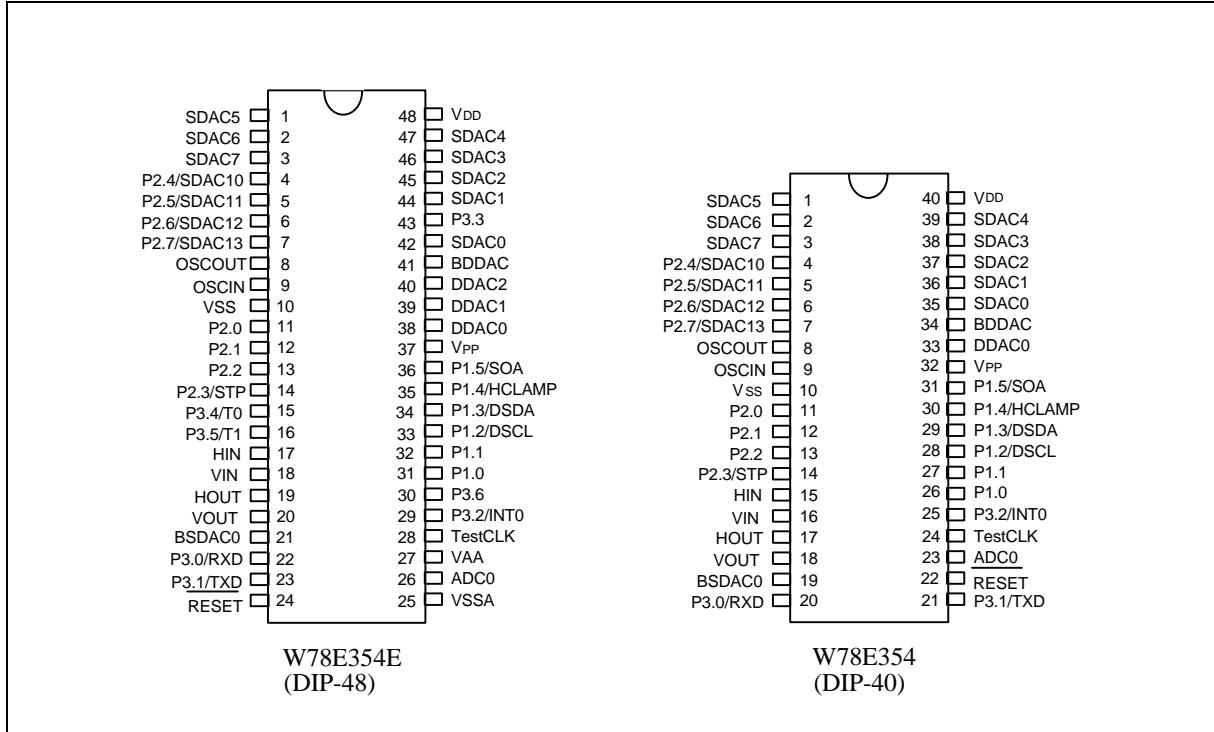 SDAC5 1 48 VDD
SDAC6 2 47 SDAC4
SDAC7 3 46 SDAC3
P2.4/SDAC10 4 45 SDAC2
P2.5/SDAC11 5 44 SDAC1
P2.6/SDAC12 6 43 P3.3
P2.7/SDAC13 7 42 SDAC0
OSCOUT 8 41 BDDAC
OSCIN 9 40 DDAC2
VSS 10 39 DDAC1
P2.0 11 38 DDAC0
P2.1 12 37 VPP
P2.2 13 36 P1.5/SOA
P2.3/STP 14 35 P1.4/HCLAMP
P3.4/T0 15 34 P1.3/DSDA
P3.5/T1 16 33 P1.2/DSCL
HIN 17 32 P1.1
VIN 18 31 P1.0
HOUT 19 30 P3.6
VOUT 20 29 P3.2/INT0
BSDAC0 21 28 TestCLK
P3.0/RXD 22 27 VAA
P3.1/TXD 23 26 ADC0
RESET 24 25 VSSA
W78E354E
(DIP-48)
SDAC5 1 40 VDD
SDAC6 2 39 SDAC4
SDAC7 3 38 SDAC3
P2.4/SDAC10 4 37 SDAC2
P2.5/SDAC11 5 36 SDAC1
P2.6/SDAC12 6 35 SDAC0
P2.7/SDAC13 7 34 BDDAC
OSCOUT 8 33 DDAC0
OSCIN 9 32 VPP
VSS 10 31 P1.5/SOA
P2.0 11 30 P1.4/HCLAMP
P2.1 12 29 P1.3/DSDA
P2.2 13 28 P1.2/DSCL
P2.3/STP 14 27 P1.1
HIN 15 26 P1.0
VIN 16 25 P3.2/INT0
HOUT 17 24 TestCLK
VOUT 18 23 ADC0
BSDAC0 19 22 RESET
P3.0/RXD 20 21 P3.1/TXD
W78E354
(DIP-40)